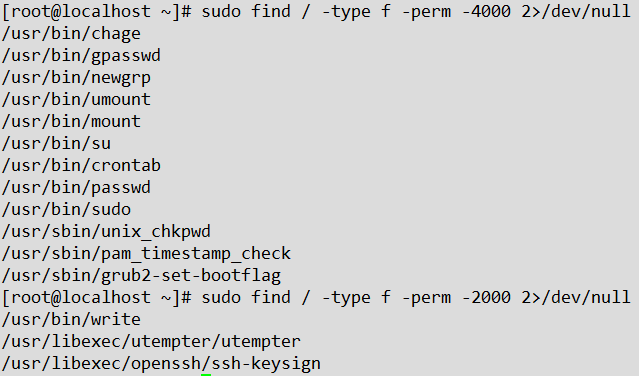 [root@localhost ~]# sudo find / -type f -perm -4000 2>/dev/null
/usr/bin/chage
/usr/bin/gpasswd
/usr/bin/newgrp
/usr/bin/umount
/usr/bin/mount
/usr/bin/su
/usr/bin/crontab
/usr/bin/passwd
/usr/bin/sudo
/usr/sbin/unix_chkpwd
/usr/sbin/pam_timestamp_check
/usr/sbin/grub2-set-bootflag
[root@localhost ~]# sudo find / -type f -perm -2000 2>/dev/null
/usr/bin/write
/usr/libexec/utempter/utempter
/usr/libexec/openssh/ssh-keysign